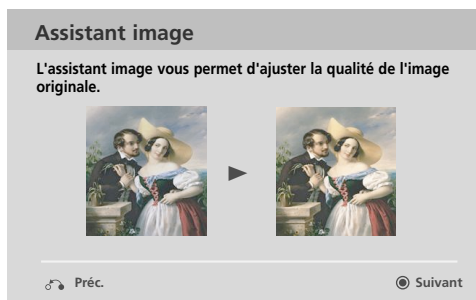 Assistant image
L'assistant image vous permet d'ajuster la qualité de l'image
originale.
Préc.
Suivant